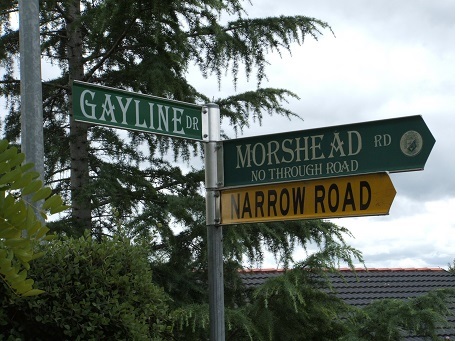 GAYLINE DR
MORSHEAD RD
NO THROUGH ROAD
NARROW ROAD